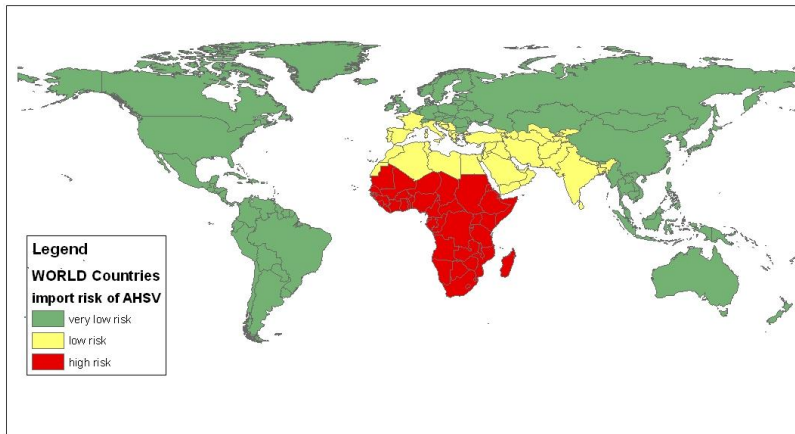 Legend
WORLD Countries
import risk of AHSV
very low risk
low risk
high risk